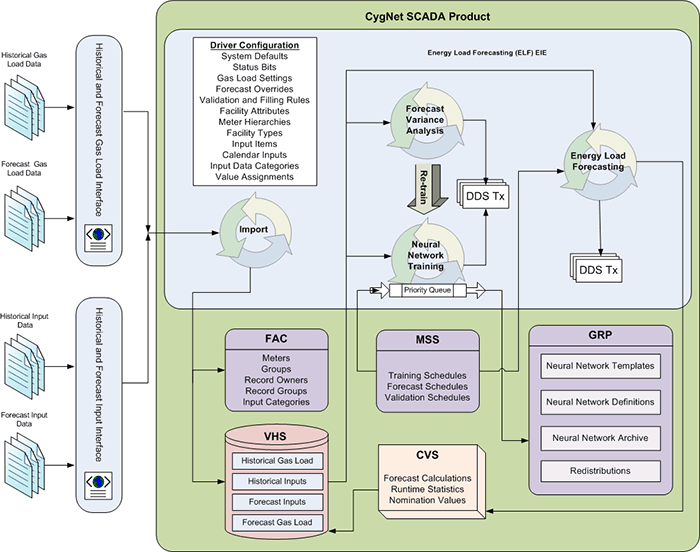 CygNet SCADA Product
Historical Gas
Load Data
Forecast Gas
Load Data
Historical and Forecast Gas Load Interface
Historical Input
Data
Forecast Input
Data
Historical and Forecast Input Interface
Driver Configuration
System Defaults
Status Bits
Gas Load Settings
Forecast Overrides
Validation and Filling Rules
Facility Attributes
Meter Hierarchies
Facility Types
Input Items
Calendar Inputs
Input Data Categories
Value Assignments
Energy Load Forecasting (ELF) EIE
Import
Forecast
Variance
Analysis
Re-train
DDS Tx
Neural
Network
Training
Priority Queue
Energy Load
Forecasting
DDS Tx
FAC
Meters
Groups
Record Owners
Record Groups
Input Categories
MSS
Training Schedules
Forecast Schedules
Validation Schedules
GRP
Neural Network Templates
Neural Network Definitions
Neural Network Archive
Redistributions
VHS
Historical Gas Load
Historical Inputs
Forecast Inputs
Forecast Gas Load
CVS
Forecast Calculations
Runtime Statistics
Nomination Values